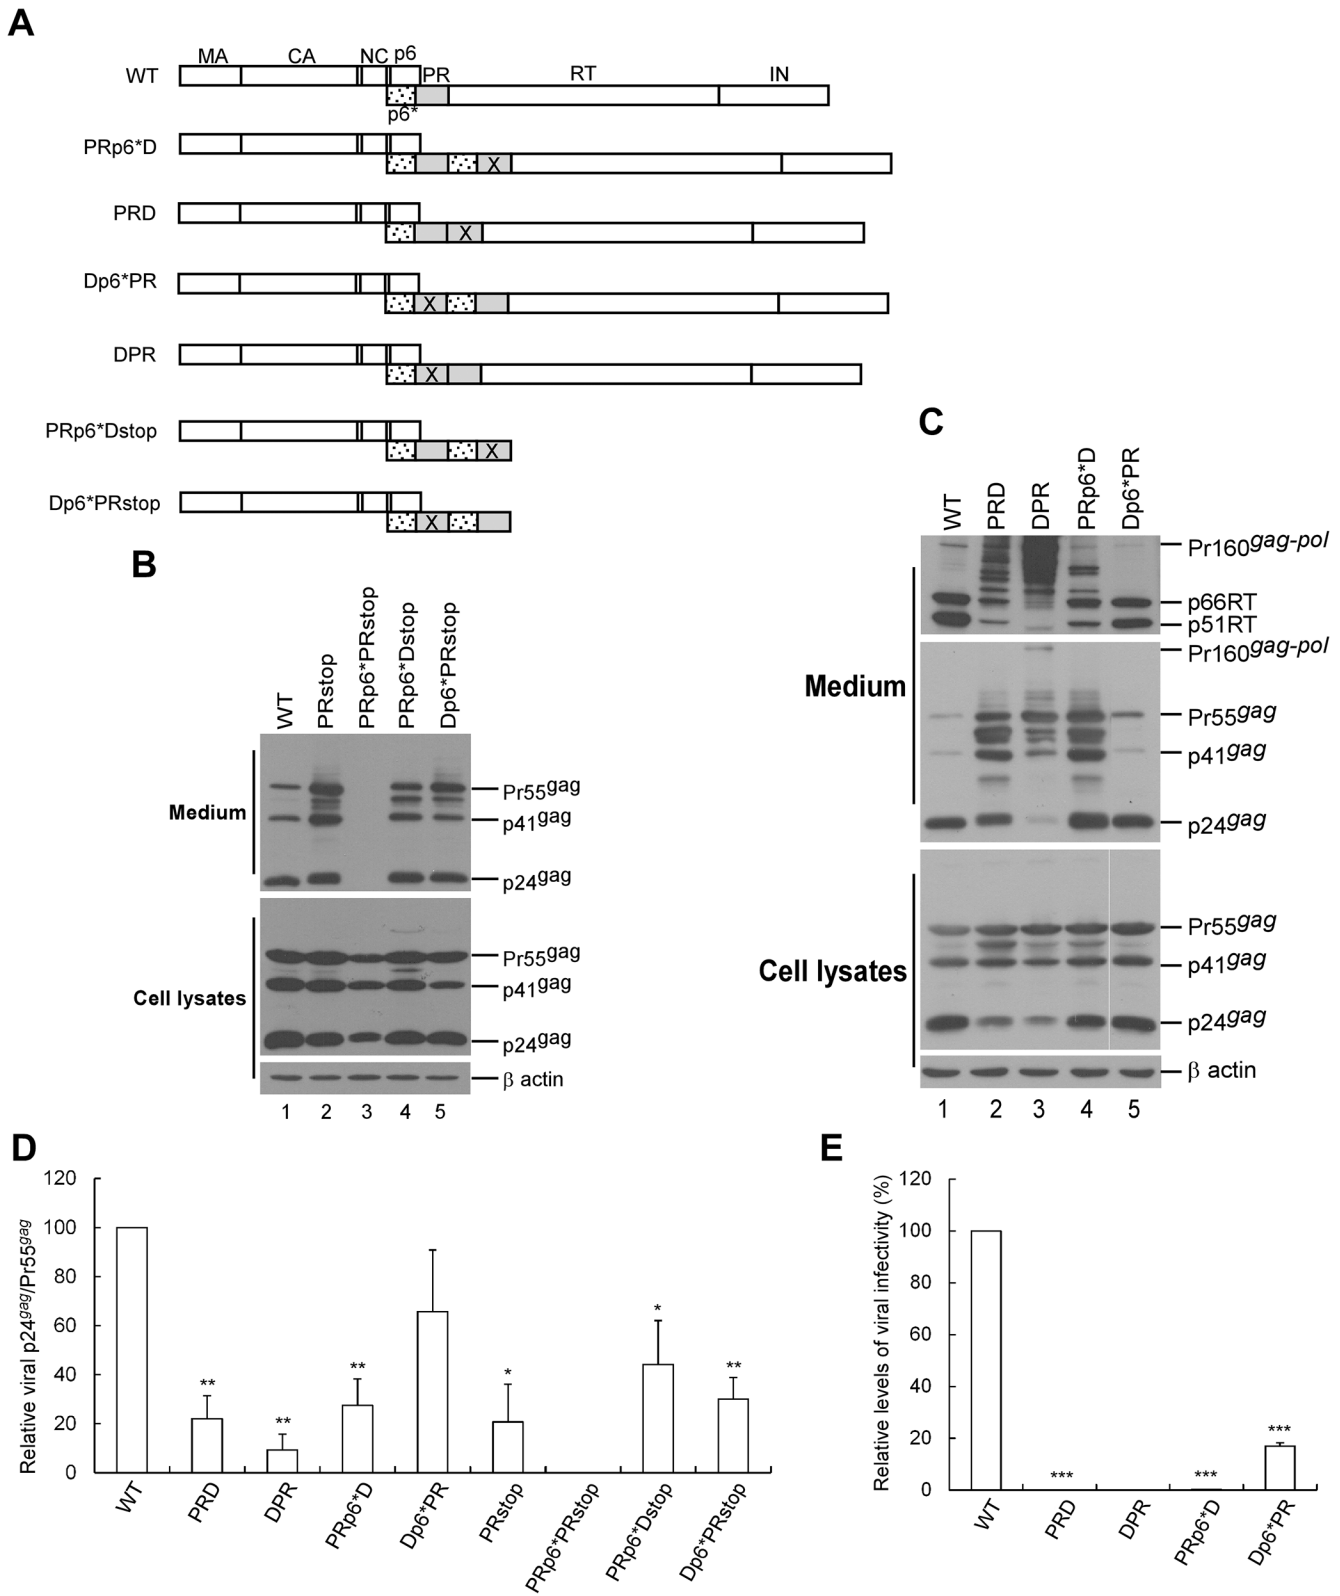 A
MA CA NC p6
WT PR RT IN
p6*
PRp6*D X
PRD X
Dp6*PR X
DPR X
PRp6*Dstop X
Dp6*PRstop X
B
WT PRstop PRp6*PRstop PRp6*Dstop Dp6*PRstop
Medium
Pr55gag
p41gag
p24gag
Cell lysates
Pr55gag
p41gag
p24gag
β actin
1 2 3 4 5
C
WT PRD DPR PRp6*D Dp6*PR
Medium
Pr160gag-pol
p66RT
p51RT
Pr160gag-pol
Pr55gag
p41gag
p24gag
Cell lysates
Pr55gag
p41gag
p24gag
β actin
1 2 3 4 5
D
Relative viral p24gag/Pr55gag
120
100
80
60
40
20
0
** ** ** * * **
WT PRD DPR PRp6*D Dp6*PR PRstop PRp6*PRstop PRp6*Dstop Dp6*PRstop
E
Relative levels of viral infectivity (%)
120
100
80
60
40
20
0
*** *** ***
WT PRD DPR PRp6*D Dp6*PR